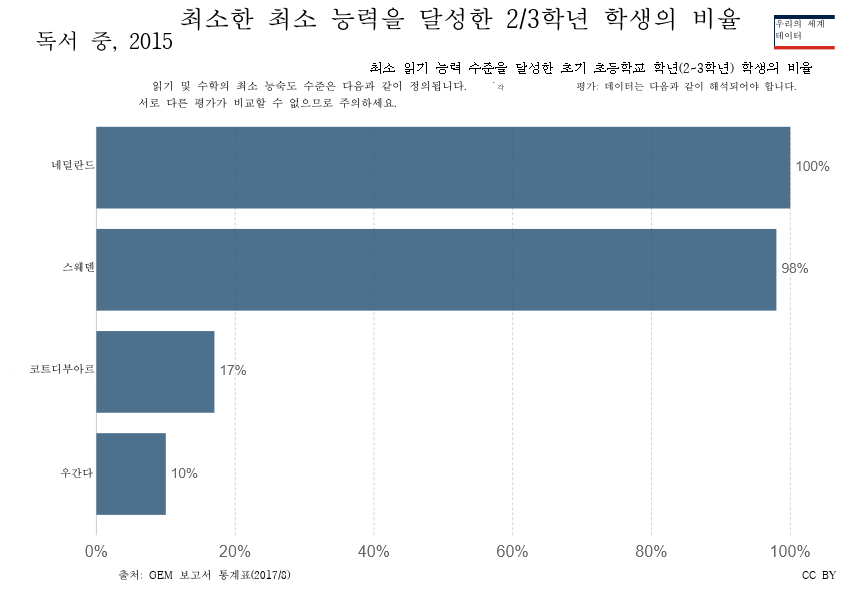 최소한 최소 능력을 달성한 2/3학년 학생의 비율
독서 중, 2015
우리의 세계
데이터
최소 읽기 능력 수준을 달성한 초기 초등학교 학년(2-3학년) 학생의 비율
읽기 및 수학의 최소 능숙도 수준은 다음과 같이 정의됩니다. 각 평가: 데이터는 다음과 같이 해석되어야 합니다.
서로 다른 평가가 비교할 수 없으므로 주의하세요.
네덜란드 100%
스웨덴 98%
코트디부아르 17%
우간다 10%
0% 20% 40% 60% 80% 100%
출처: GEM 보고서 통계표(2017/8) CC BY